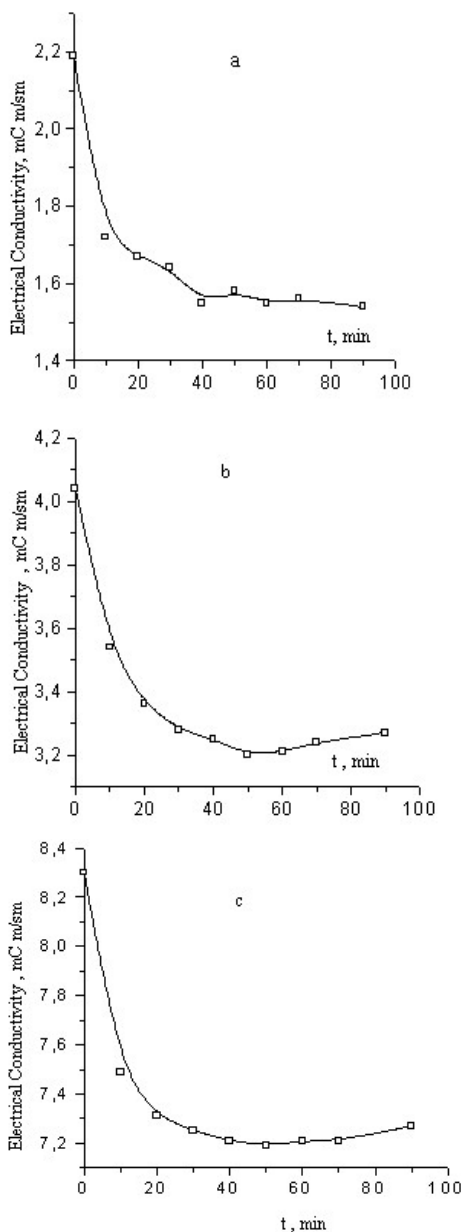 a
Electrical Conductivity, mC m/sm
2,2
2,0
1,8
1,6
1,4
t, min
0 20 40 60 80 100
b
Electrical Conductivity , mC m/sm
4,2
4,0
3,8
3,6
3,4
3,2
t , min
0 20 40 60 80 100
c
Electrical Conductivity , mC m/sm
8,4
8,2
8,0
7,8
7,6
7,4
7,2
0 20 40 60 80 100
t , min